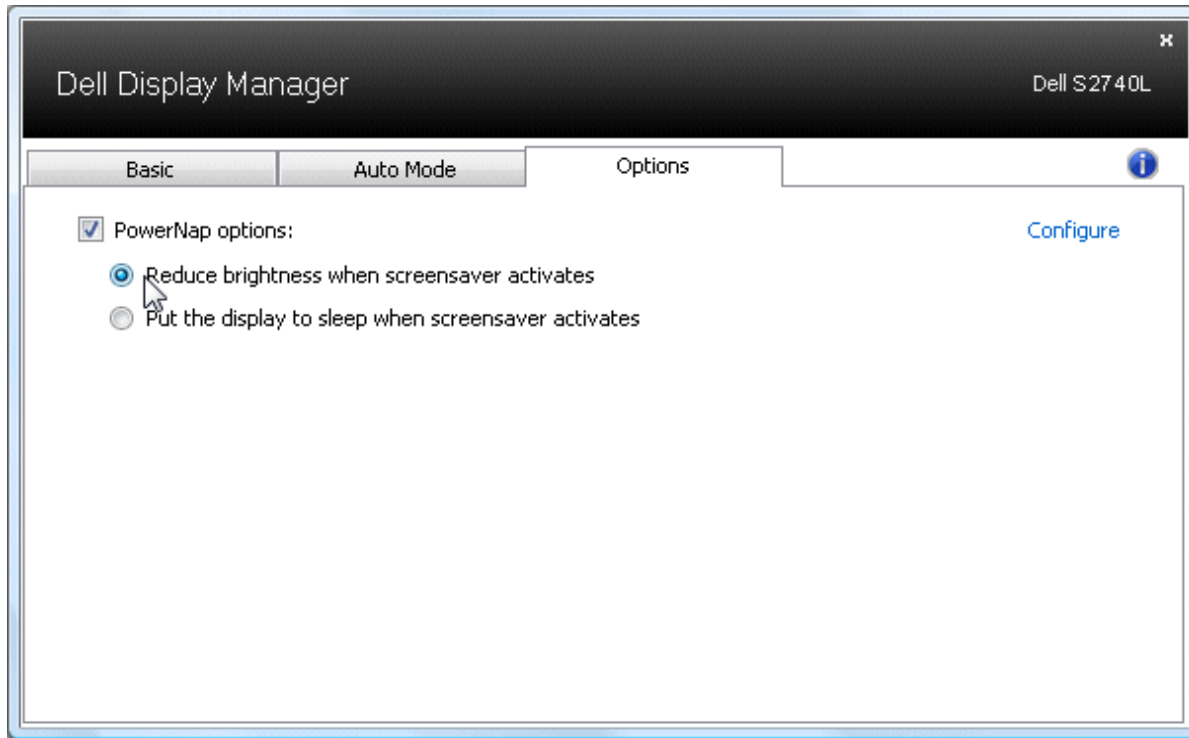 Dell Display Manager
Dell S2740L
Basic
Auto Mode
Options
PowerNap options:
Configure
Reduce brightness when screensaver activates
Put the display to sleep when screensaver activates